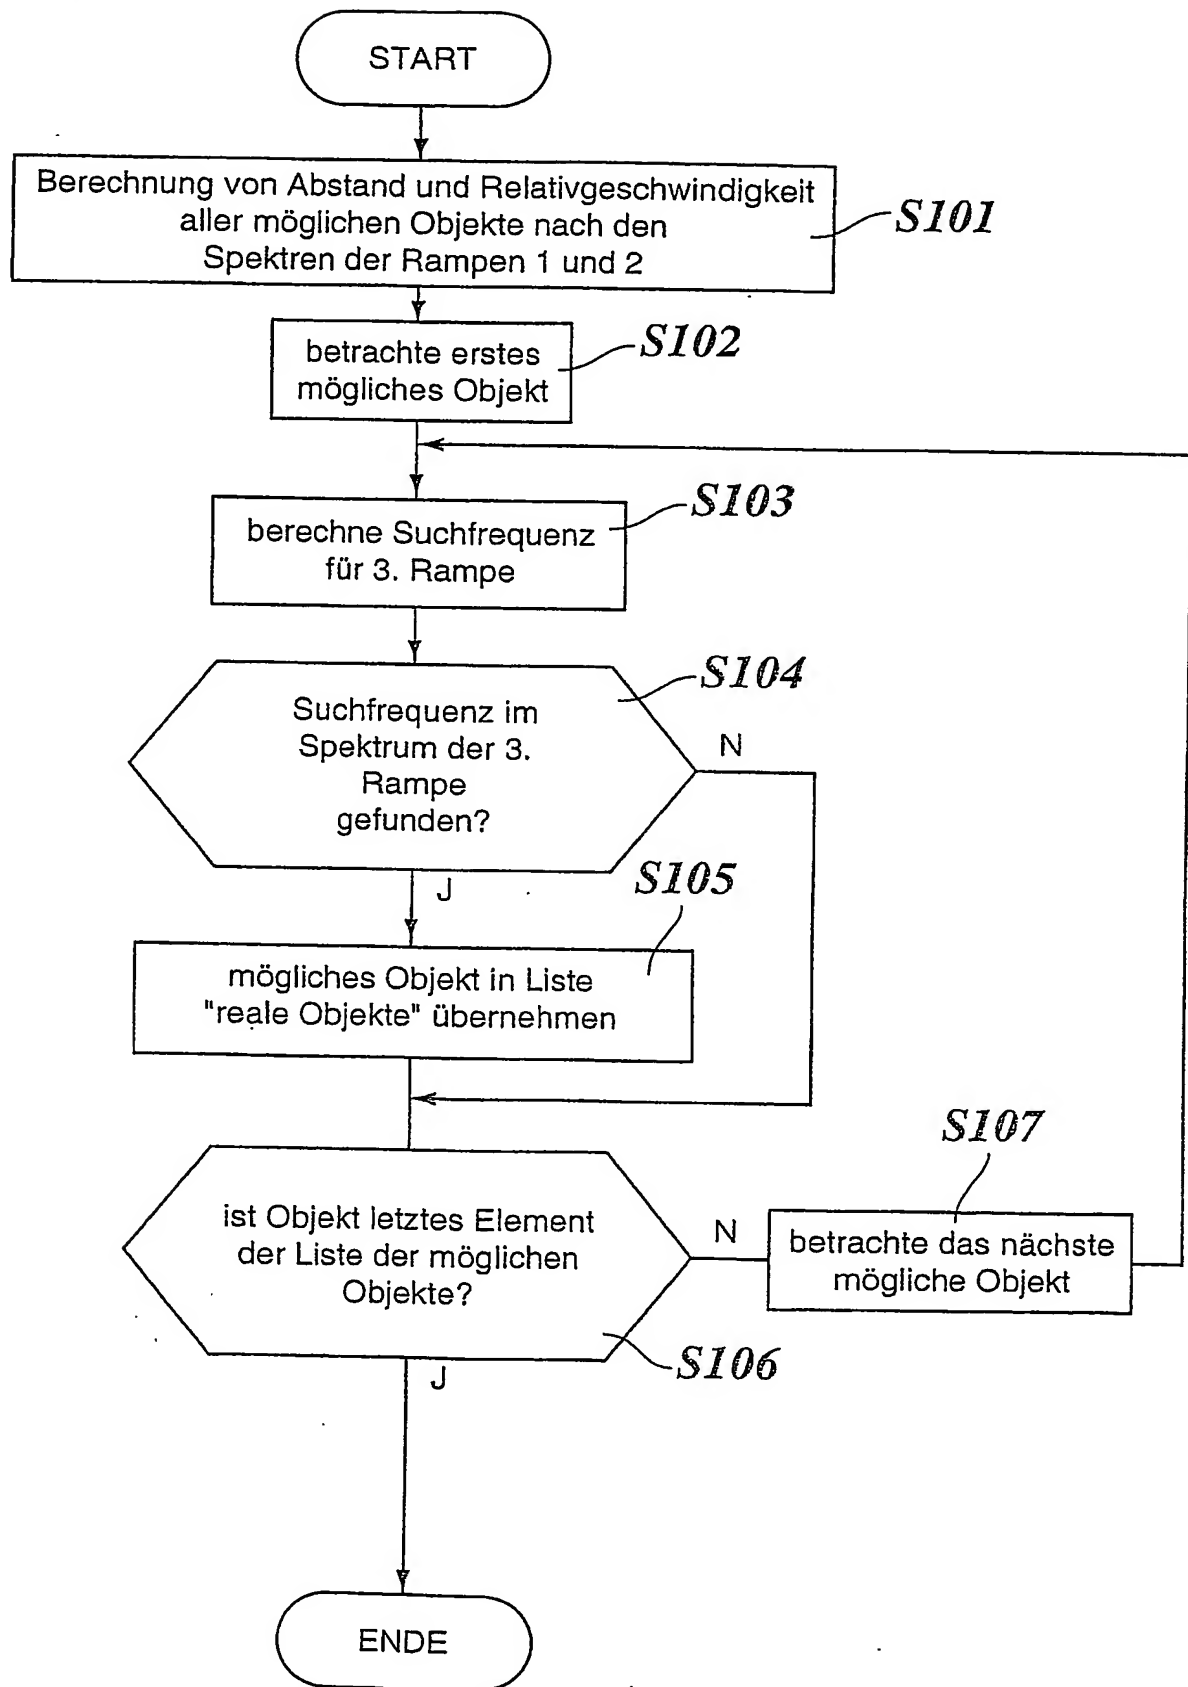 START
Berechnung von Abstand und Relativgeschwindigkeit
aller möglichen Objekte nach den
Spektren der Rampen 1 und 2
S101
betrachte erstes
mögliches Objekt
S102
berechne Suchfrequenz
für 3. Rampe
S103
Suchfrequenz im
Spektrum der 3.
Rampe
gefunden?
S104
N
J
S105
mögliches Objekt in Liste
"reale Objekte" übernehmen
ist Objekt letztes Element
der Liste der möglichen
Objekte?
N
S107
betrachte das nächste
mögliche Objekt
S106
J
ENDE